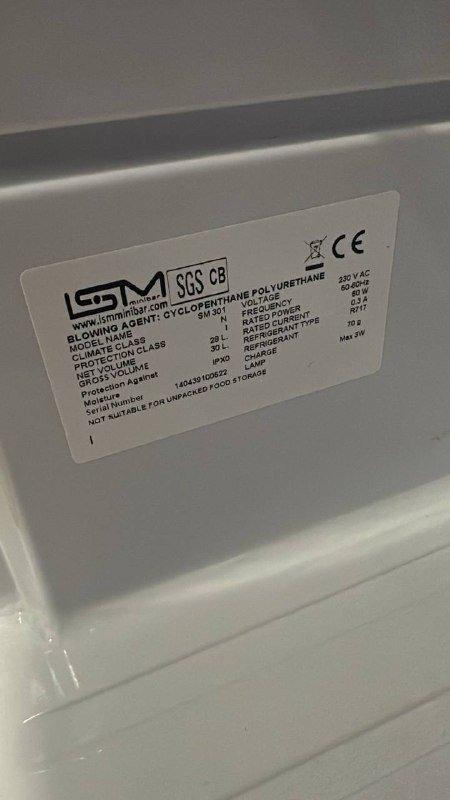 ISM minibar SGS CB CE
www.ismminibar.com
BLOWING AGENT: CYCLOPENTHANE POLYURETHANE
MODEL NAME SM 301 VOLTAGE 230 V AC
CLIMATE CLASS N FREQUENCY 50-60Hz
PROTECTION CLASS I RATED POWER 60 W
NET VOLUME 28 L. RATED CURRENT 0.3 A
GROSS VOLUME 30 L. REFRIGERANT TYPE R717
Protection Against Moisture IPX0 REFRIGERANT CHARGE 70 g
Serial Number 140439100622 LAMP Max 3W
NOT SUITABLE FOR UNPACKED FOOD STORAGE
I